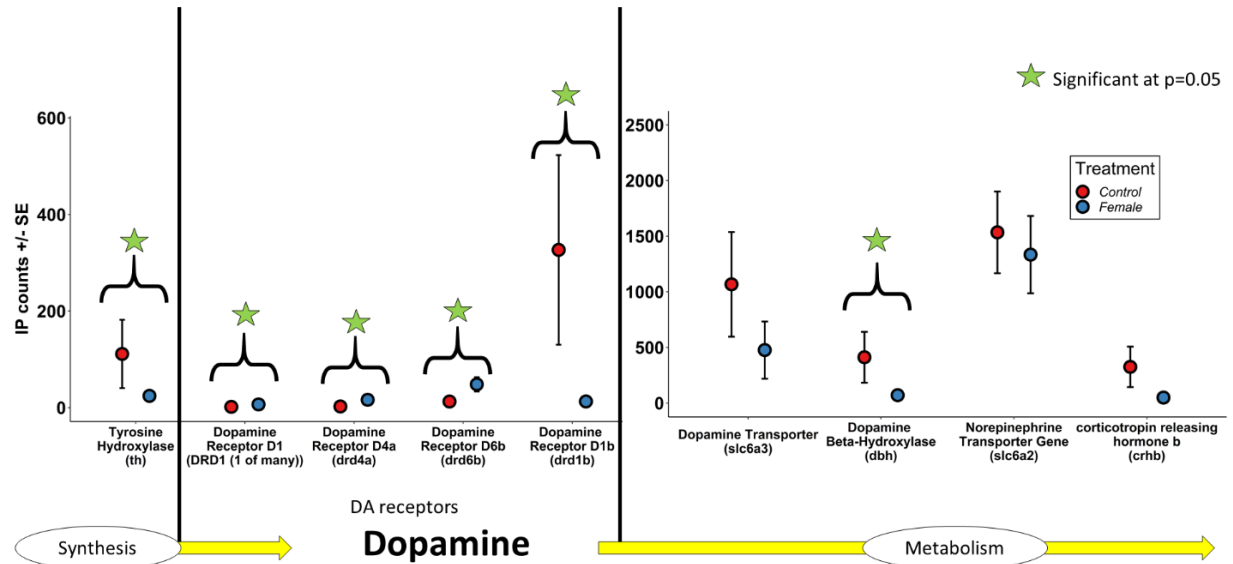 Significant at p=0.05
IP counts +/- SE
600
400
200
0
2500
2000
1500
1000
500
0
Treatment
Control
Female
Tyrosine
Hydroxylase
(th)
Dopamine
Receptor D1
(DRD1 (1 of many))
Dopamine
Receptor D4a
(drd4a)
Dopamine
Receptor D6b
(drd6b)
Dopamine
Receptor D1b
(drd1b)
Dopamine Transporter
(slc6a3)
Dopamine
Beta-Hydroxylase
(dbh)
Norepinephrine
Transporter Gene
(slc6a2)
corticotropin releasing
hormone b
(crhb)
DA receptors
Synthesis
Dopamine
Metabolism